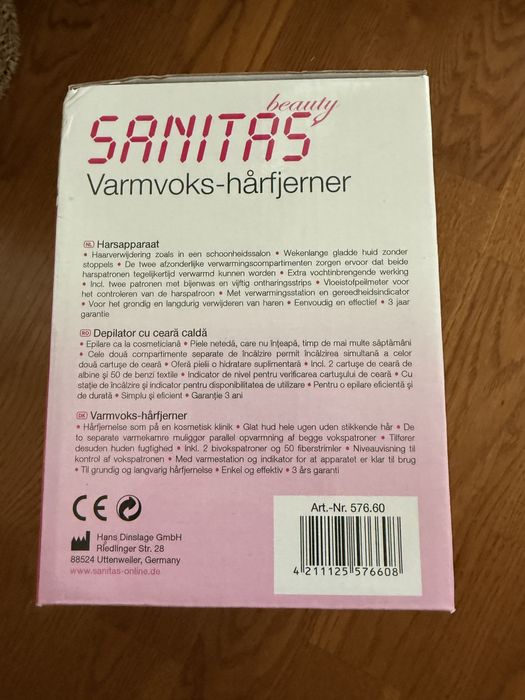 beauty
SANITAS
Varmvoks-hårfjerner
NL Harsapparaat
• Haarverwijdering zoals in een schoonheidssalon • Wekenlange gladde huid zonder
stoppels • De twee afzonderlijke verwarmingscompartimenten zorgen ervoor dat beide
harspatronen tegelijkertijd verwarmd kunnen worden • Extra vochtinbrengende werking
• Incl. twee patronen met bijenwas en vijftig ontharingsstrips • Vloeistofpeilmeter voor
het controleren van de harspatroon • Met verwarmingsstation en gereedheidsindicator
• Voor het grondig en langdurig verwijderen van haren • Eenvoudig en effectief • 3 jaar
garantie
RO Depilator cu ceară caldă
• Epilare ca la cosmeticiană • Piele netedă, care nu înţeapă, timp de mai multe săptămâni
• Cele două compartimente separate de încălzire permit încălzirea simultană a celor
două cartuşe de ceară • Oferă pielii o hidratare suplimentară • Incl. 2 cartuşe de ceară de
albine şi 50 de benzi textile • Indicator de nivel pentru verificarea cartuşului de ceară • Cu
staţie de încălzire şi indicator pentru disponibilitatea de utilizare • Pentru o epilare eficientă şi
de durată • Simplu şi eficient • Garanţie 3 ani
DK Varmvoks-hårfjerner
• Hårfjernelse som på en kosmetisk klinik • Glat hud hele ugen uden stikkende hår • De
to separate varmekamre muliggør parallel opvarmning af begge vokspatroner • Tilfører
desuden huden fugtighed • Inkl. 2 bivokspatroner og 50 fiberstrimler • Niveauvisning til
kontrol af vokspatronen • Med varmestation og indikator for at apparatet er klar til brug
• Til grundig og langvarig hårfjernelse • Enkel og effektiv • 3 års garanti
CE
Hans Dinslage GmbH
Riedlinger Str. 28
88524 Uttenweiler, Germany
www.sanitas-online.de
Art.-Nr. 576.60
4 211125 576608